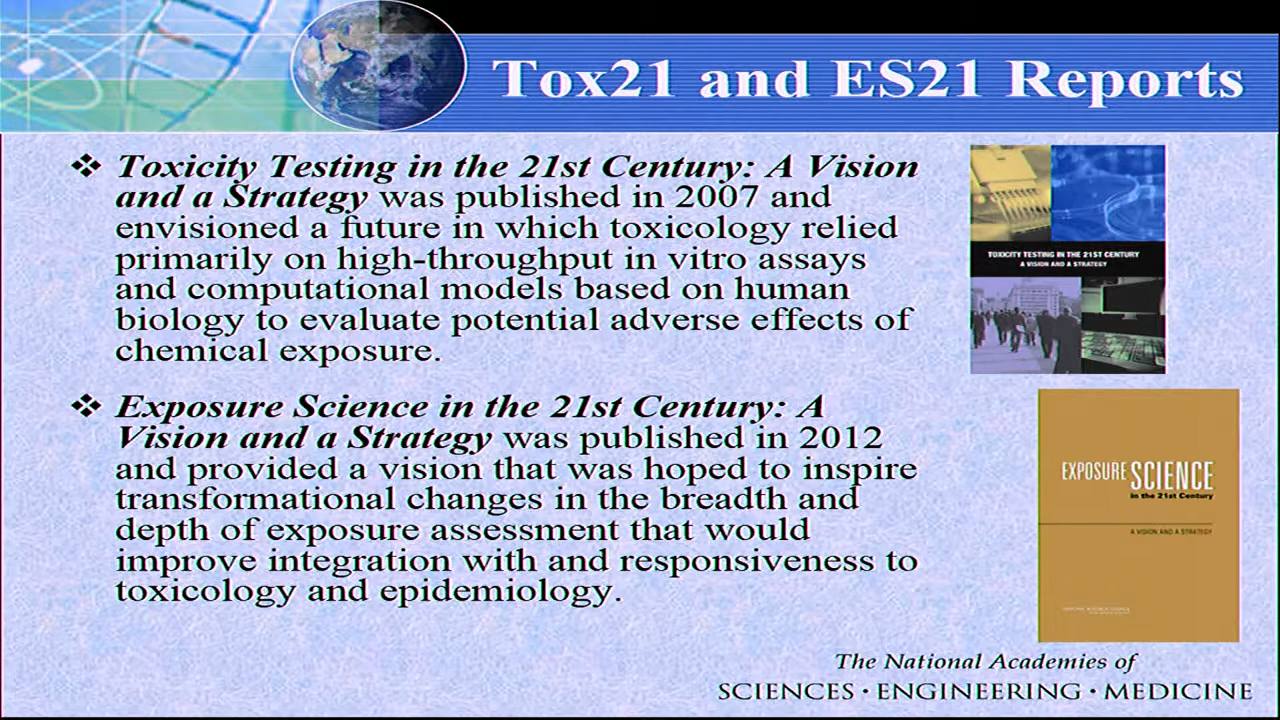 Tox21 and ES21 Reports
❖ Toxicity Testing in the 21st Century: A Vision
and a Strategy was published in 2007 and
envisioned a future in which toxicology relied
primarily on high-throughput in vitro assays
and computational models based on human
biology to evaluate potential adverse effects of
chemical exposure.
TOXICITY TESTING IN THE 21ST CENTURY
A VISION AND A STRATEGY
❖ Exposure Science in the 21st Century: A
Vision and a Strategy was published in 2012
and provided a vision that was hoped to inspire
transformational changes in the breadth and
depth of exposure assessment that would
improve integration with and responsiveness to
toxicology and epidemiology.
EXPOSURE SCIENCE
in the 21st Century
A VISION AND A STRATEGY
The National Academies of
SCIENCES · ENGINEERING · MEDICINE